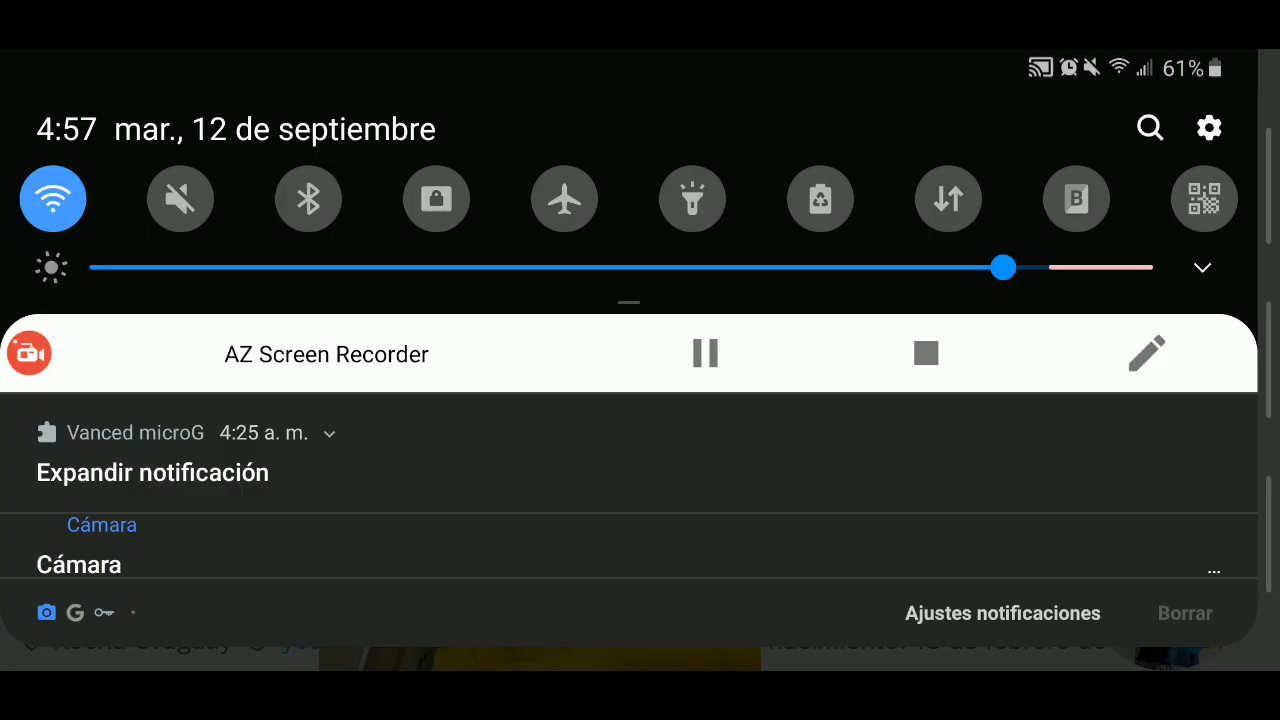 61%
4:57 mar., 12 de septiembre
B
AZ Screen Recorder
Vanced microG 4:25 a. m.
Expandir notificación
Cámara
Cámara
...
G
Ajustes notificaciones Borrar
Uruguay